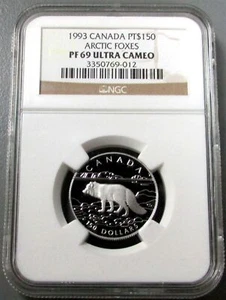 1993 CANADA PT$150
ARCTIC FOXES
PF 69 ULTRA CAMEO
3350769-012
NGC
CANADA
150 DOLLARS